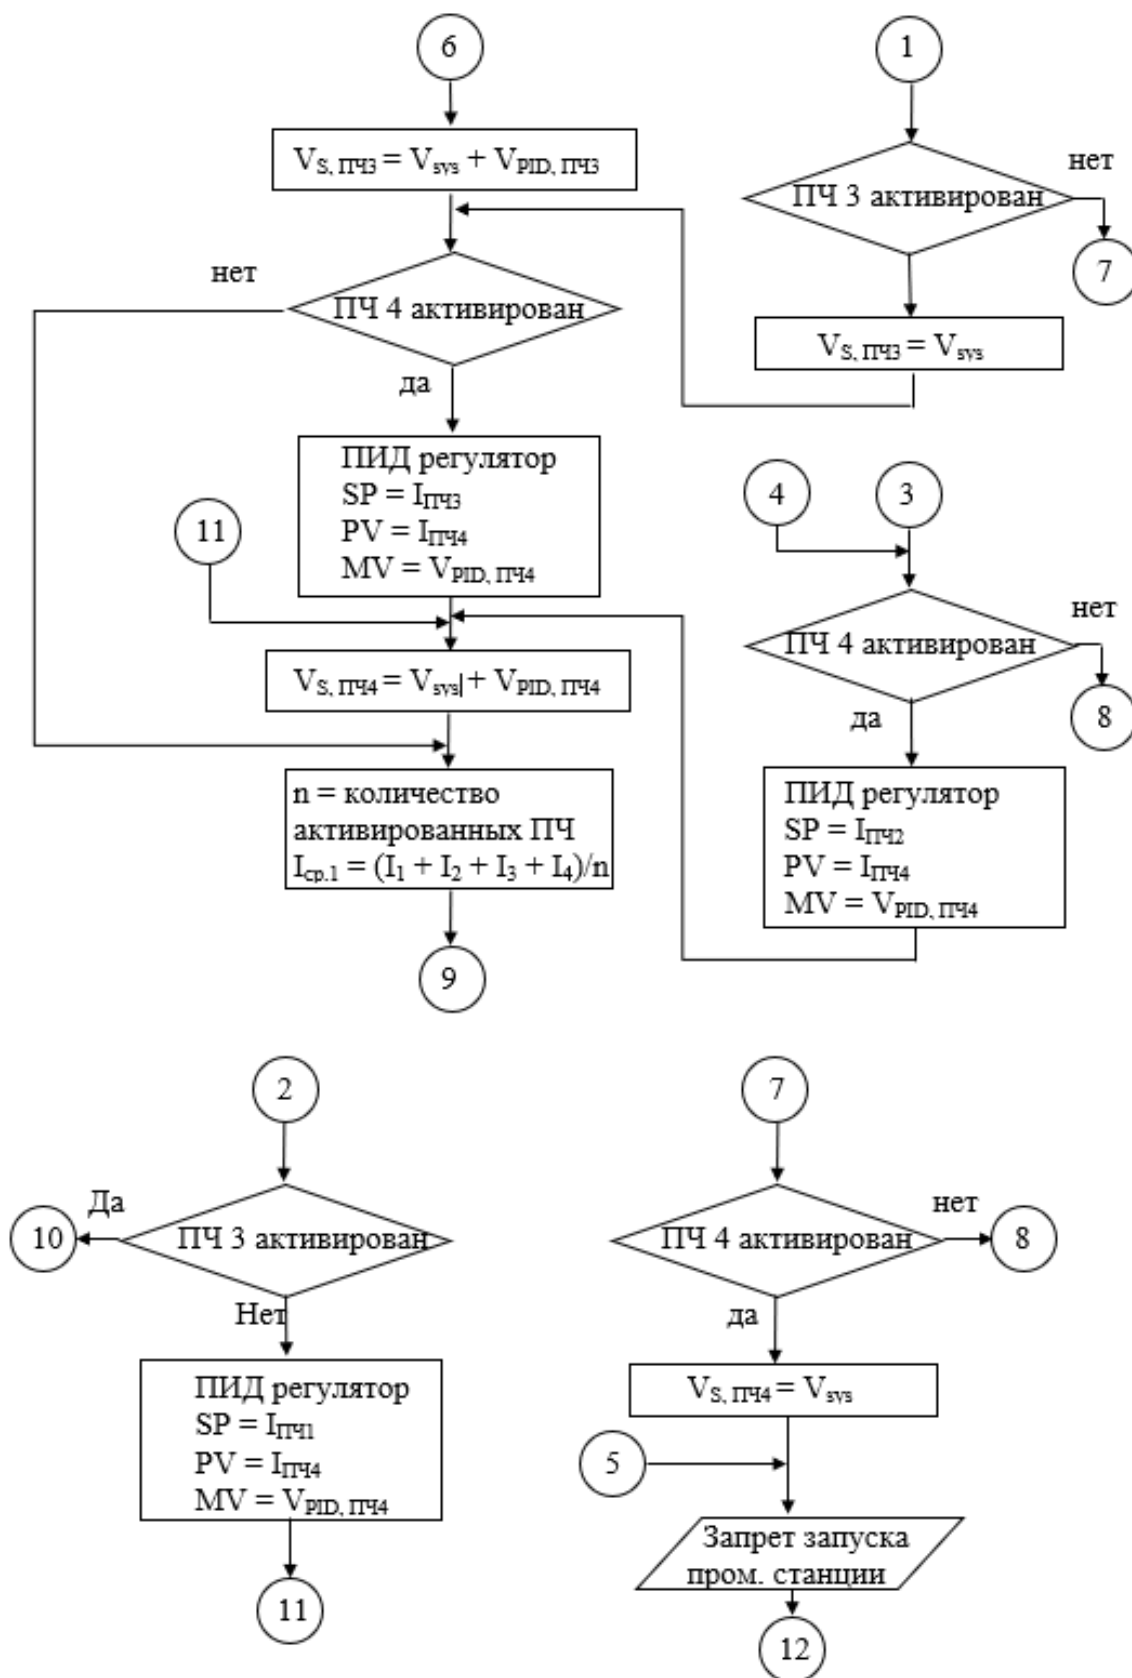 6
V_S, ПЧ3 = V_sys + V_PID, ПЧ3
нет
ПЧ 4 активирован
да
ПИД регулятор
SP = I_ПЧ3
PV = I_ПЧ4
MV = V_PID, ПЧ4
11
V_S, ПЧ4 = V_sys| + V_PID, ПЧ4
n = количество
активированных ПЧ
I_ср.1 = (I_1 + I_2 + I_3 + I_4)/n
9
1
нет
ПЧ 3 активирован
7
V_S, ПЧ3 = V_sys
4
3
нет
ПЧ 4 активирован
8
да
ПИД регулятор
SP = I_ПЧ2
PV = I_ПЧ4
MV = V_PID, ПЧ4
2
Да
10
ПЧ 3 активирован
Нет
ПИД регулятор
SP = I_ПЧ1
PV = I_ПЧ4
MV = V_PID, ПЧ4
11
7
нет
ПЧ 4 активирован
8
да
V_S, ПЧ4 = V_sys
5
Запрет запуска
пром. станции
12